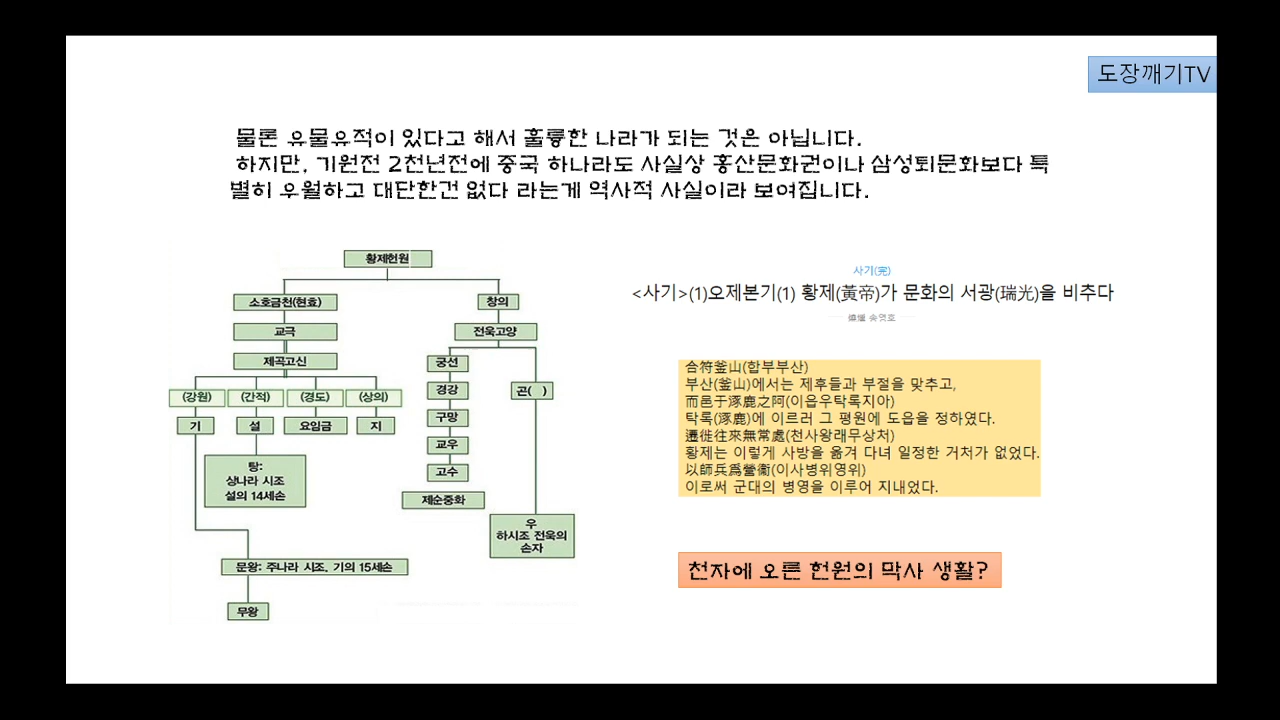 도장깨기TV
물론 유물유적이 있다고 해서 훌륭한 나라가 되는 것은 아닙니다.
하지만, 기원전 2천년전에 중국 하나라도 사실상 홍산문화권이나 삼성퇴문화보다 특
별히 우월하고 대단한건 없다 라는게 역사적 사실이라 보여집니다.
황제헌원
소호금천(현효)
창의
교극
전욱고양
제곡고신
궁선
(강원) (간적) (경도) (상의)
경강
곤( )
기 설 요임금 지
구망
교우
탕:
상나라 시조
설의 14세손
고수
제순중화
우
하시조 전욱의
손자
문왕: 주나라 시조, 기의 15세손
무왕
사기(完)
<사기>(1)오제본기(1) 황제(黃帝)가 문화의 서광(瑞光)을 비추다
송영호
合符釜山(합부부산)
부산(釜山)에서는 제후들과 부절을 맞추고,
而邑于涿鹿之阿(이읍우탁록지아)
탁록(涿鹿)에 이르러 그 평원에 도읍을 정하였다.
遷徙往來無常處(천사왕래무상처)
황제는 이렇게 사방을 옮겨 다녀 일정한 거처가 없었다.
以師兵爲營衛(이사병위영위)
이로써 군대의 병영을 이루어 지내었다.
천자에 오른 헌원의 막사 생활?